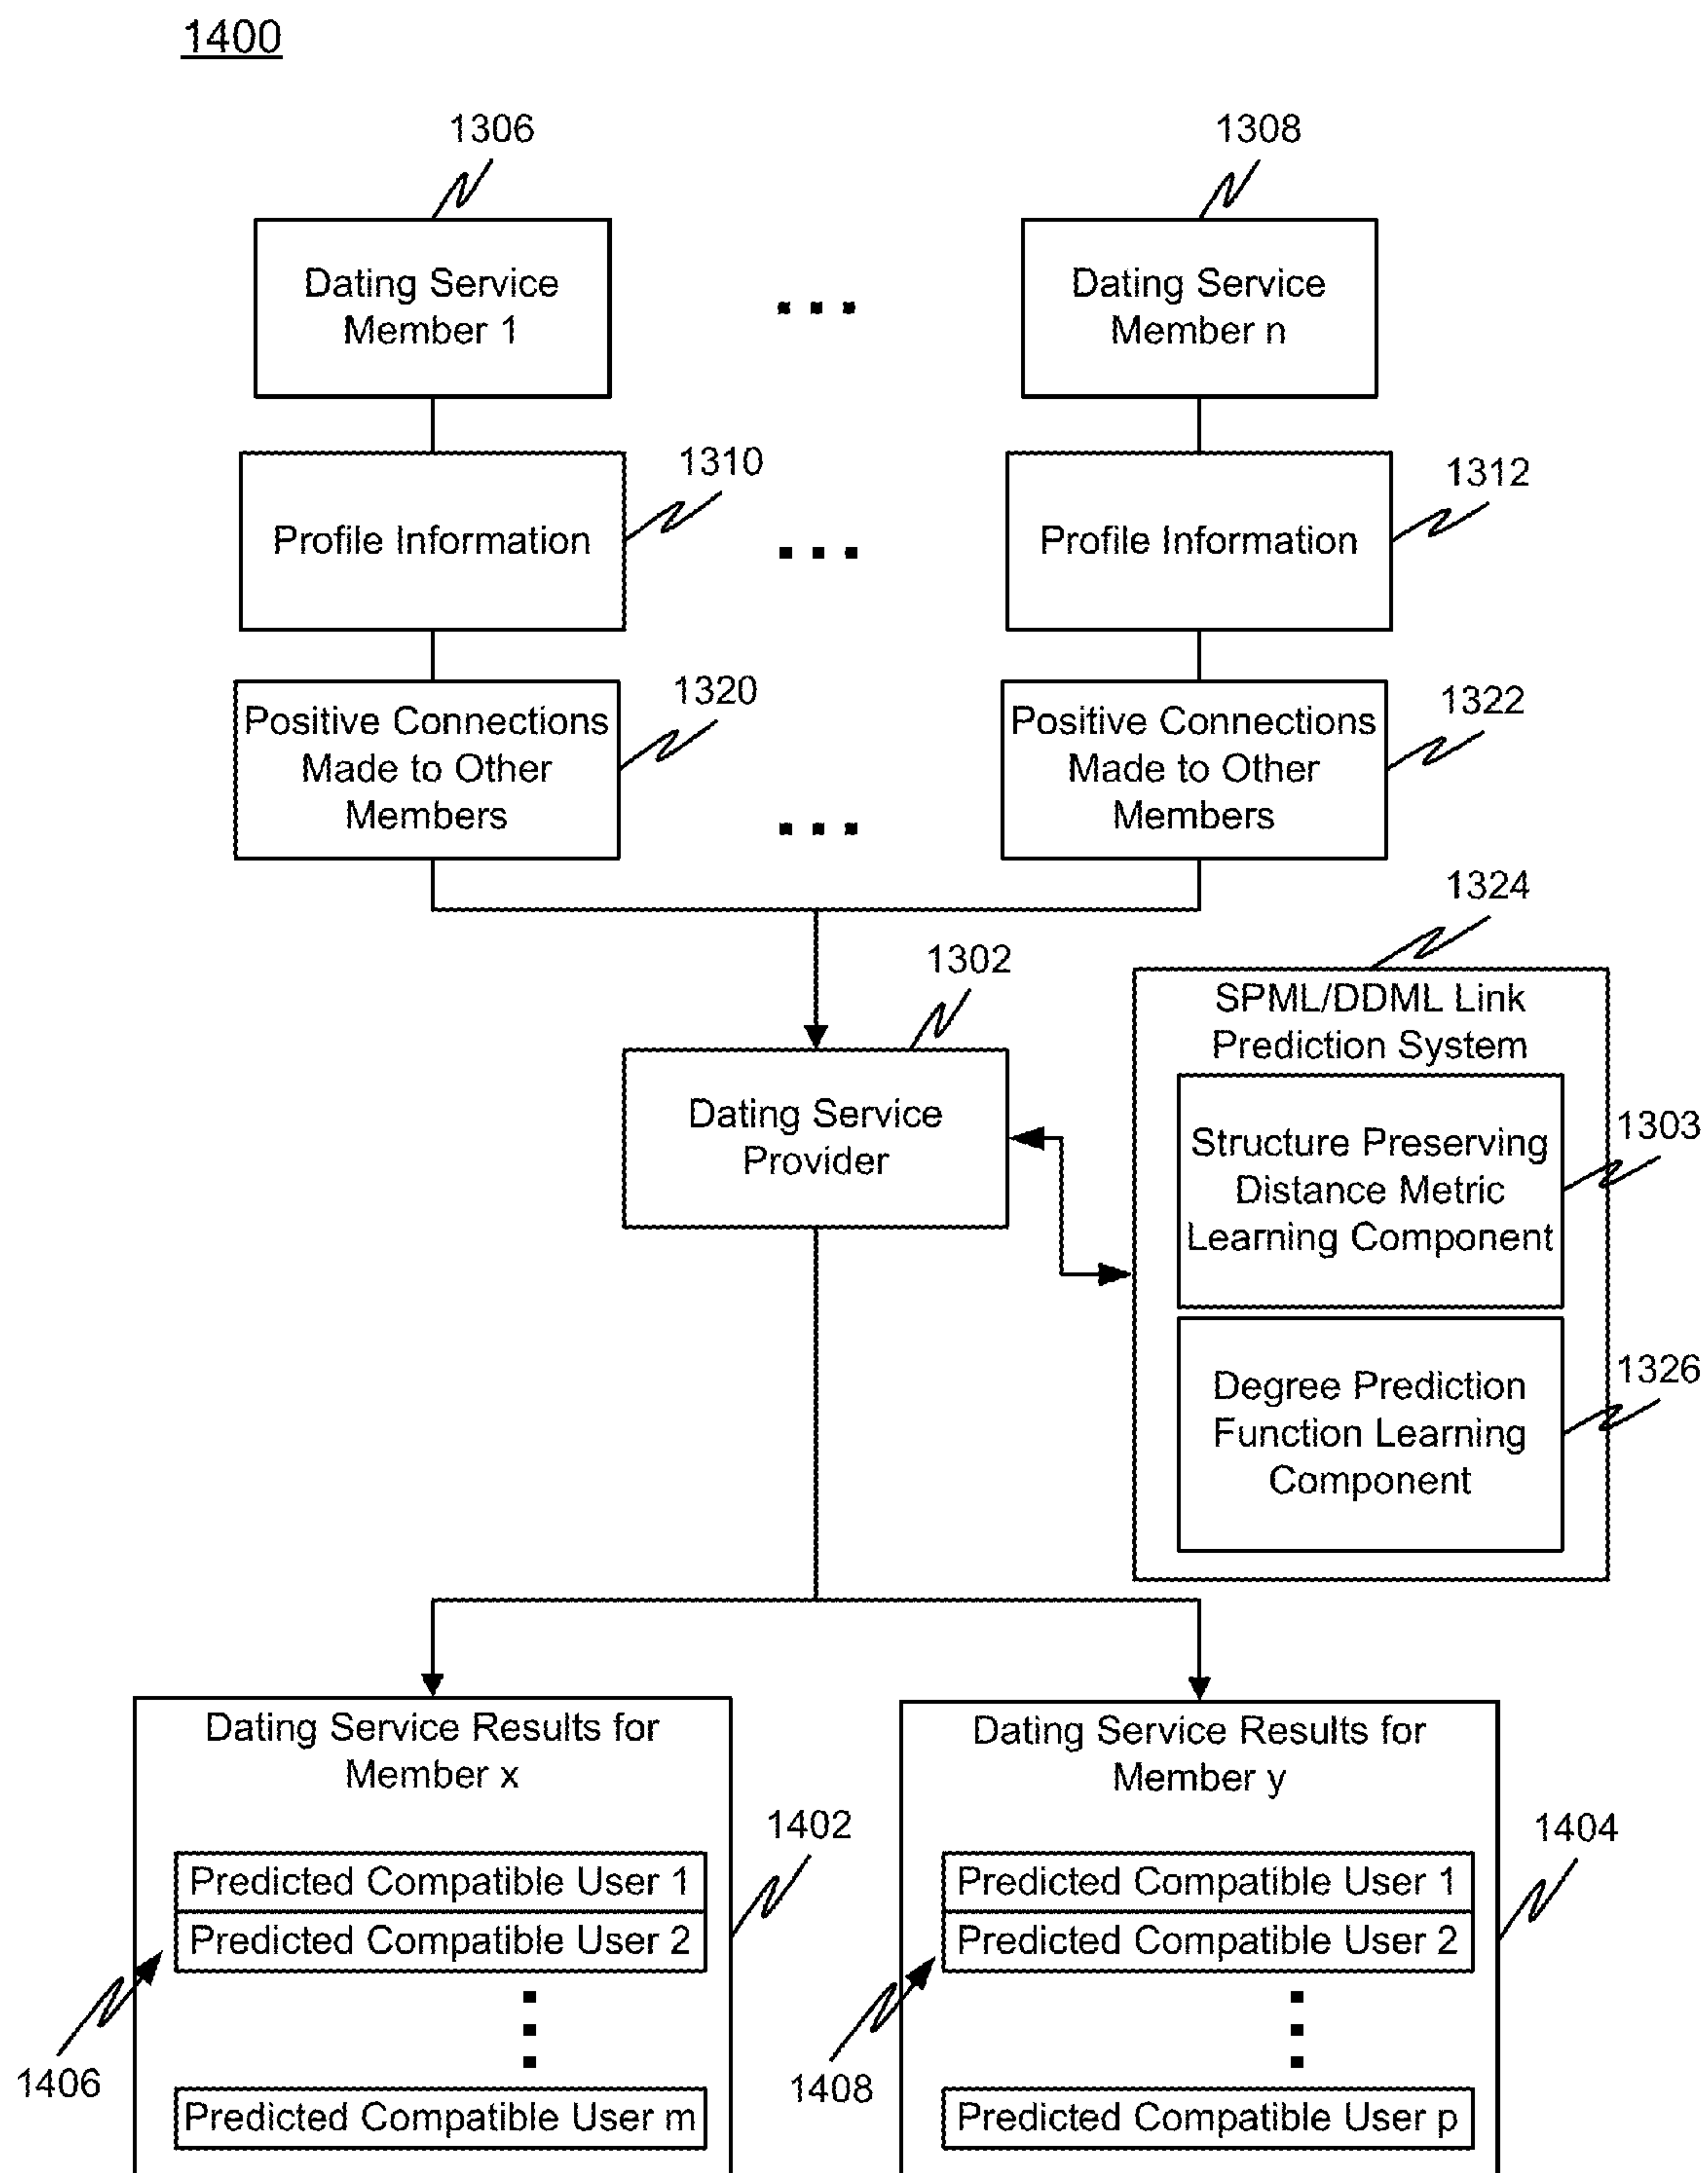 1400
1306
1308
Dating Service
Member 1
Dating Service
Member n
1310
1312
Profile Information
Profile Information
1320
1322
Positive Connections
Made to Other
Members
Positive Connections
Made to Other
Members
1324
1302
SPML/DDML Link
Prediction System
Dating Service
Provider
1303
Structure Preserving
Distance Metric
Learning Component
1326
Degree Prediction
Function Learning
Component
Dating Service Results for
Member x
1402
Predicted Compatible User 1
Predicted Compatible User 2
1406
Predicted Compatible User m
Dating Service Results for
Member y
1404
Predicted Compatible User 1
Predicted Compatible User 2
1408
Predicted Compatible User p